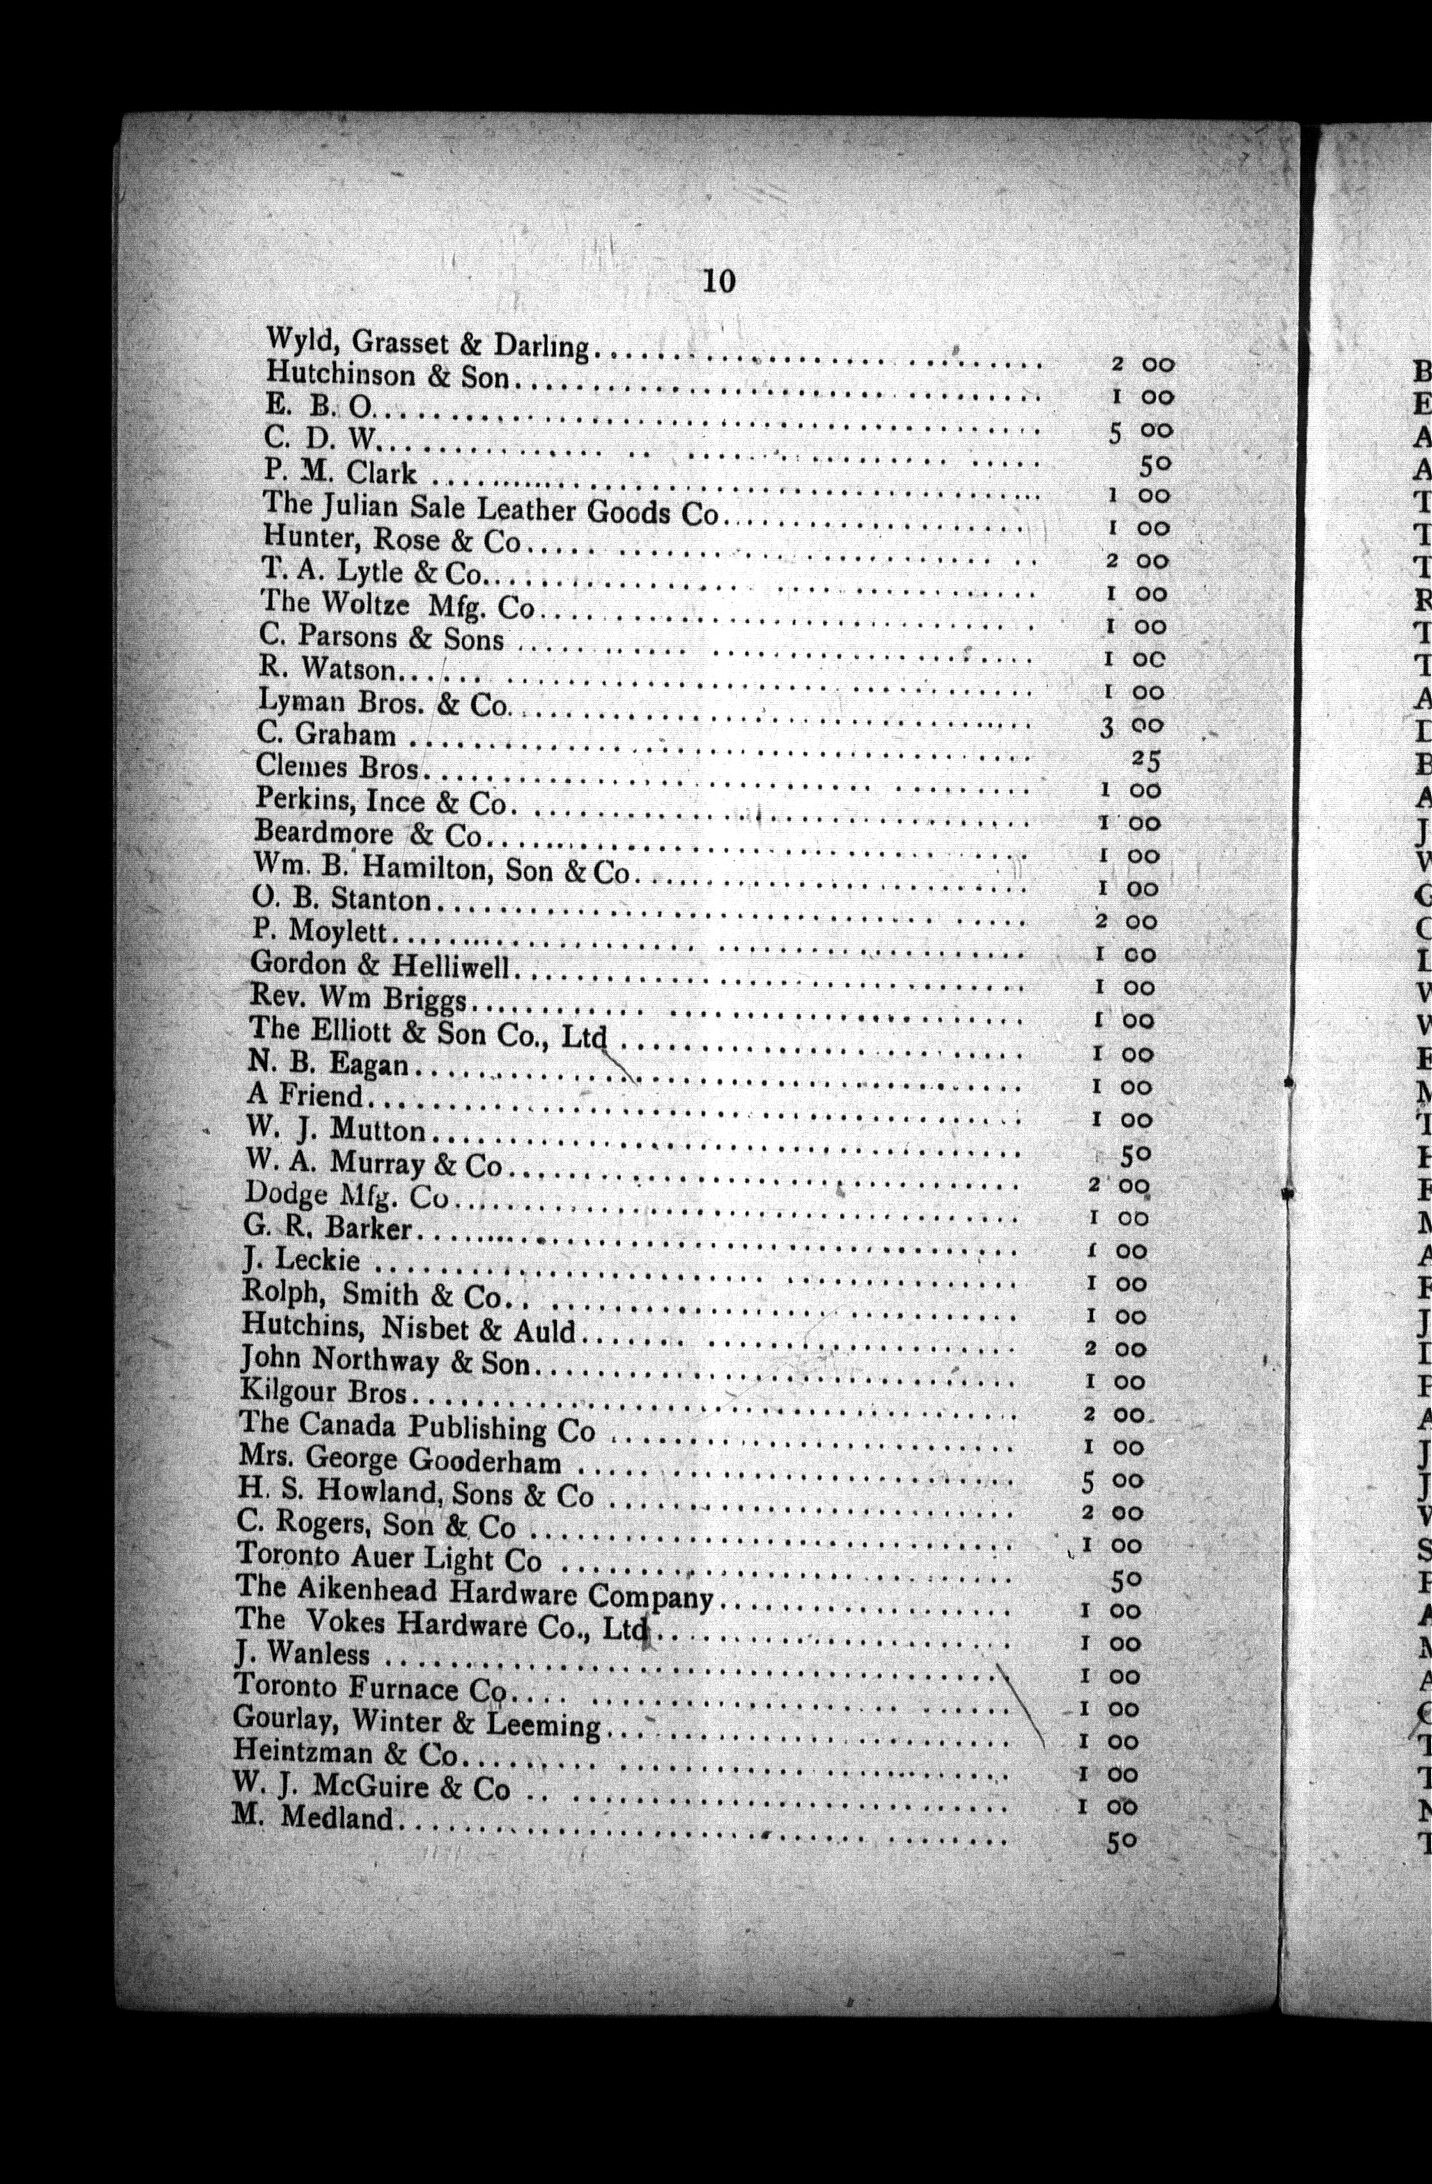 10
Wyld, Grasset & Darling........ 2 00
Hutchinson & Son........ 1 00
E. B. O........ 5 00
C. D. W........ 50
P. M. Clark ........ 1 00
The Julian Sale Leather Goods Co........ 1 00
Hunter, Rose & Co........ 2 00
T. A. Lytle & Co........ 1 00
The Woltze Mfg. Co........ 1 00
C. Parsons & Sons ........ 1 00
R. Watson........ 1 00
Lyman Bros. & Co........ 3 00
C. Graham ........ 25
Clemes Bros........ 1 00
Perkins, Ince & Co........ 1 00
Beardmore & Co........ 1 00
Wm. B. Hamilton, Son & Co........ 1 00
O. B. Stanton........ 2 00
P. Moylett........ 1 00
Gordon & Helliwell........ 1 00
Rev. Wm Briggs........ 1 00
The Elliott & Son Co., Ltd ........ 1 00
N. B. Eagan........ 1 00
A Friend........ 1 00
W. J. Mutton........ 50
W. A. Murray & Co........ 2 00
Dodge Mfg. Co........ 1 00
G. R. Barker........ 1 00
J. Leckie ........ 1 00
Rolph, Smith & Co........ 1 00
Hutchins, Nisbet & Auld........ 2 00
John Northway & Son........ 1 00
Kilgour Bros........ 2 00
The Canada Publishing Co ........ 1 00
Mrs. George Gooderham ........ 5 00
H. S. Howland, Sons & Co ........ 2 00
C. Rogers, Son & Co ........ 1 00
Toronto Auer Light Co ........ 50
The Aikenhead Hardware Company........ 1 00
The Vokes Hardware Co., Ltd........ 1 00
J. Wanless ........ 1 00
Toronto Furnace Co........ 1 00
Gourlay, Winter & Leeming........ 1 00
Heintzman & Co........ 1 00
W. J. McGuire & Co ........ 1 00
M. Medland........ 50